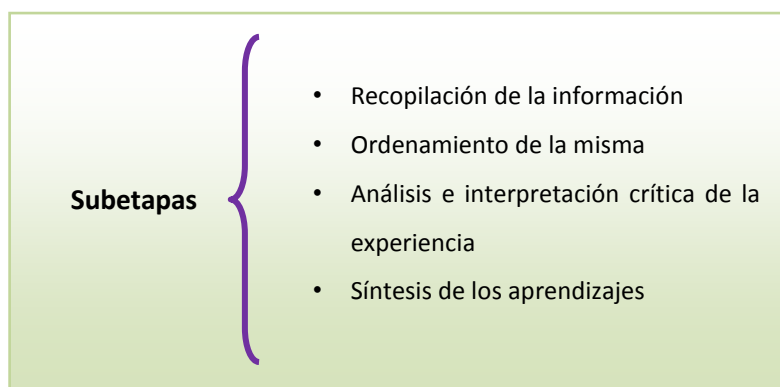 Subetapas
• Recopilación de la información
• Ordenamiento de la misma
• Análisis e interpretación crítica de la
experiencia
• Síntesis de los aprendizajes